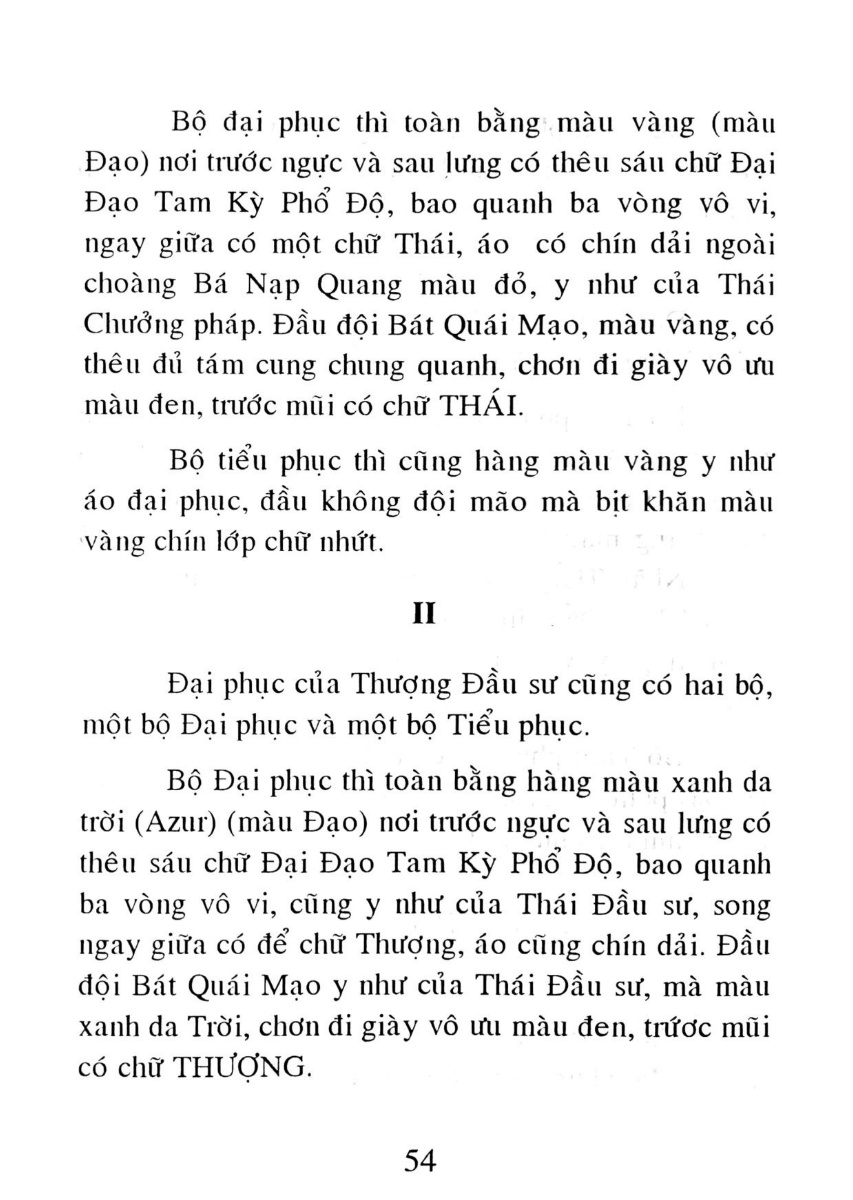 Bộ đại phục thì toàn bằng màu vàng (màu
Đạo) nơi trước ngực và sau lưng có thêu sáu chữ Đại
Đạo Tam Kỳ Phổ Độ, bao quanh ba vòng vô vi,
ngay giữa có một chữ Thái, áo có chín dải ngoài
choàng Bá Nạp Quang màu đỏ, y như của Thái
Chưởng pháp. Đầu đội Bát Quái Mạo, màu vàng, có
thêu đủ tám cung chung quanh, chơn đi giày vô ưu
màu đen, trước mũi có chữ THÁI.
Bộ tiểu phục thì cũng hàng màu vàng y như
áo đại phục, đầu không đội mão mà bịt khăn màu
vàng chín lớp chữ nhứt.
II
Đại phục của Thượng Đầu sư cũng có hai bộ,
một bộ Đại phục và một bộ Tiểu phục.
Bộ Đại phục thì toàn bằng hàng màu xanh da
trời (Azur) (màu Đạo) nơi trước ngực và sau lưng có
thêu sáu chữ Đại Đạo Tam Kỳ Phổ Độ, bao quanh
ba vòng vô vi, cũng y như của Thái Đầu sư, song
ngay giữa có để chữ Thượng, áo cũng chín dải. Đầu
đội Bát Quái Mạo y như của Thái Đầu sư, mà màu
xanh da Trời, chơn đi giày vô ưu màu đen, trứơc mũi
có chữ THƯỢNG.
54